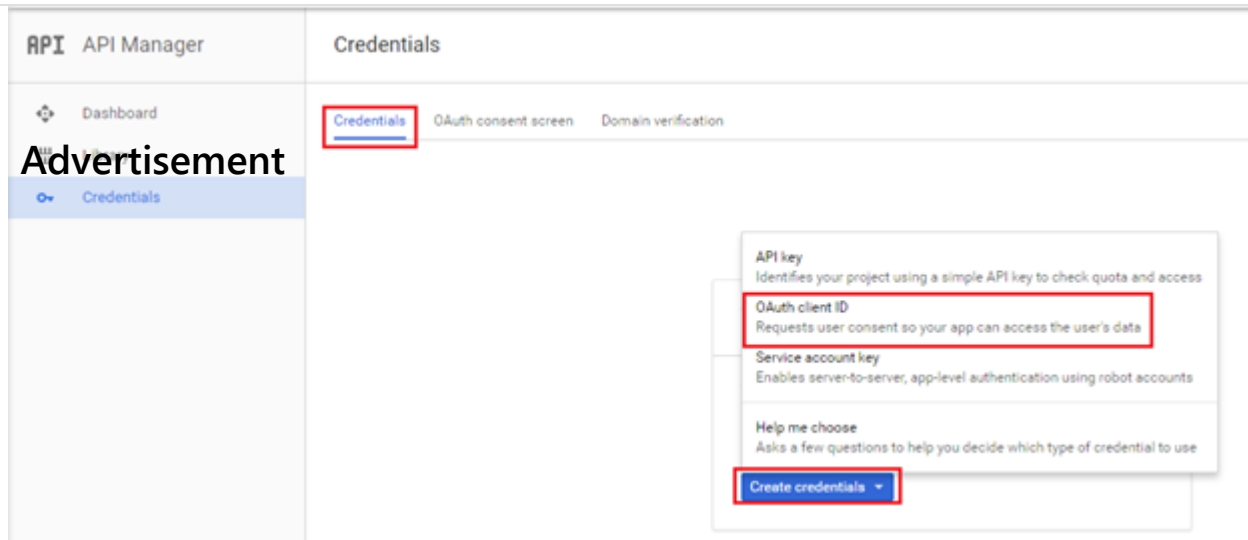 API API Manager
Credentials
Dashboard
Credentials OAuth consent screen Domain verification
Advertisement
Credentials
API key
Identifies your project using a simple API key to check quota and access
OAuth client ID
Requests user consent so your app can access the user's data
Service account key
Enables server-to-server, app-level authentication using robot accounts
Help me choose
Asks a few questions to help you decide which type of credential to use
Create credentials